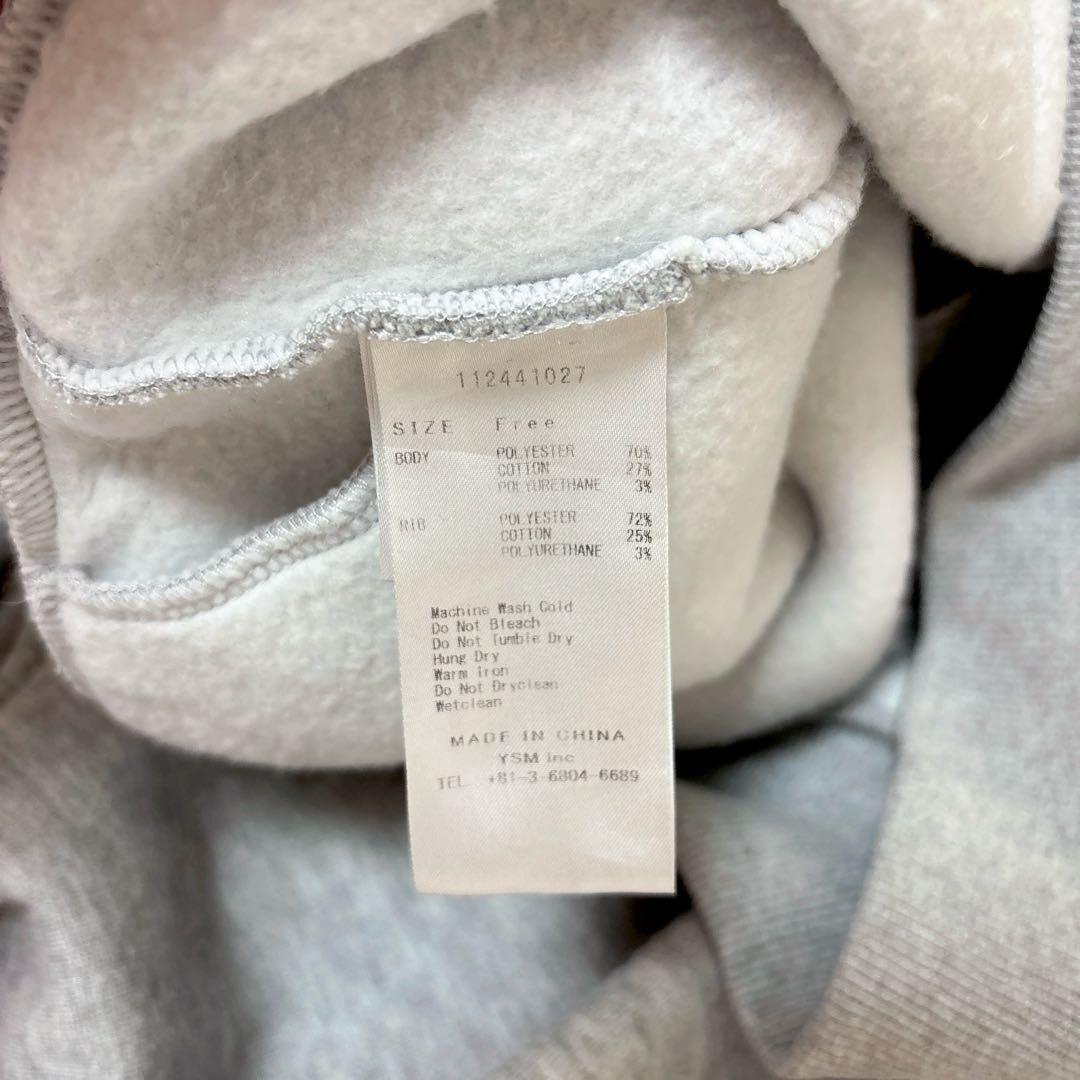 112441027
SIZE Free
BODY POLYESTER 70%
COTTON 27%
POLYURETHANE 3%
RIB POLYESTER 72%
COTTON 25%
POLYURETHANE 3%
Machine Wash Cold
Do Not Bleach
Do Not Tumble Dry
Hung Dry
Warm iron
Do Not Dryclean
Wetclean
MADE IN CHINA
YSM inc
TEL. +81-3-6804-6689